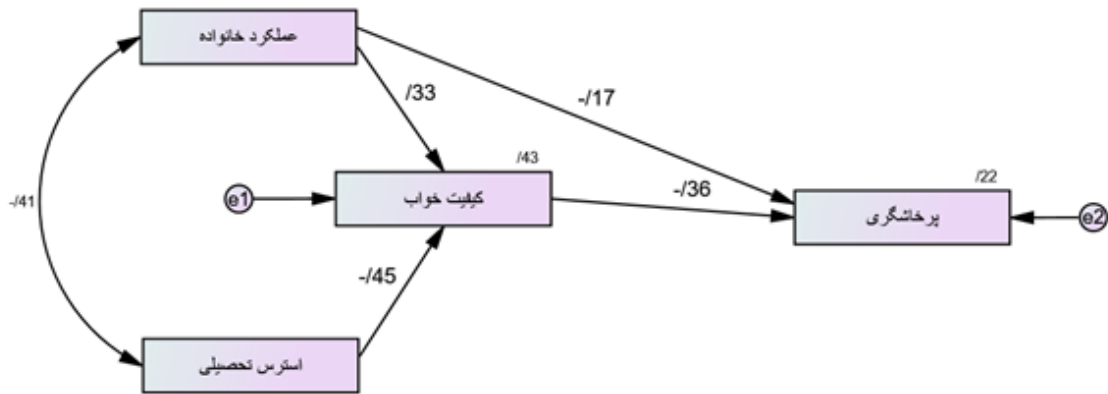 عملکرد خانواده
-/17
/33
/43
-/41
e1
کیفیت خواب
-/36
/22
پرخاشگری
e2
-/45
استرس تحصیلی